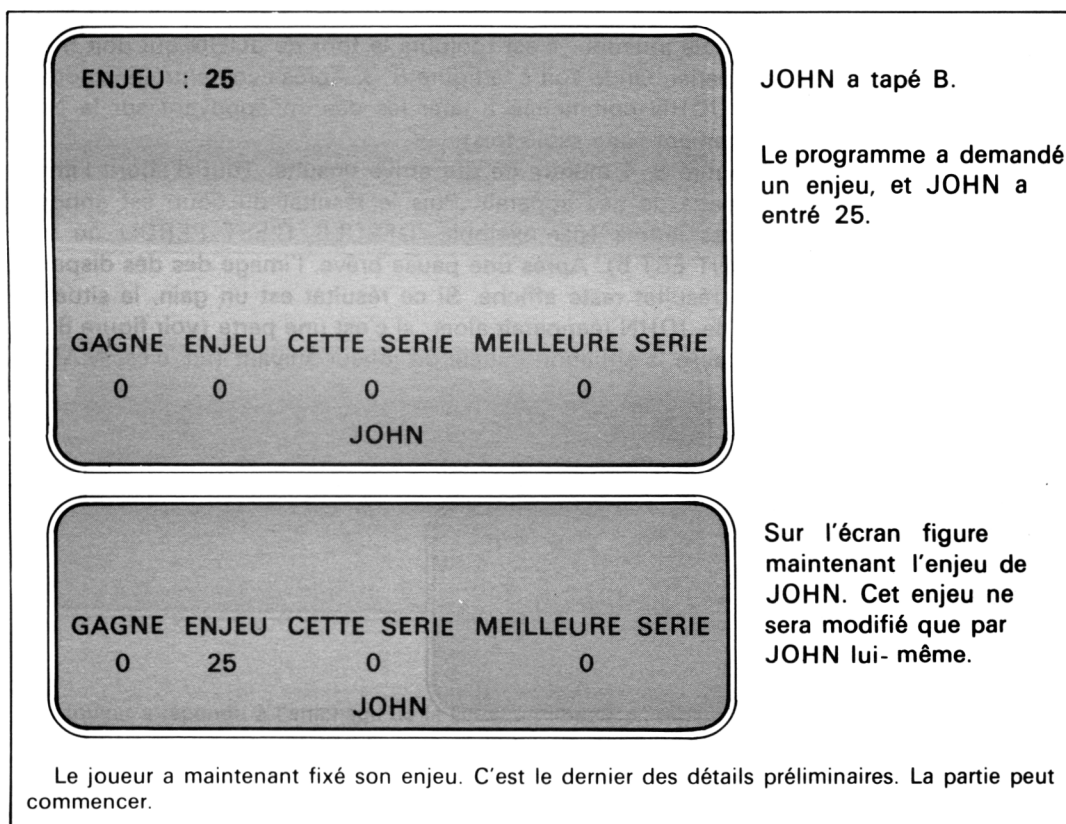 ENJEU : 25
JOHN a tapé B.
Le programme a demandé
un enjeu, et JOHN a
entré 25.
GAGNE ENJEU CETTE SERIE MEILLEURE SERIE
0 0 0 0
JOHN
Sur l'écran figure
maintenant l'enjeu de
JOHN. Cet enjeu ne
sera modifié que par
JOHN lui- même.
GAGNE ENJEU CETTE SERIE MEILLEURE SERIE
0 25 0 0
JOHN
Le joueur a maintenant fixé son enjeu. C'est le dernier des détails préliminaires. La partie peut
commencer.